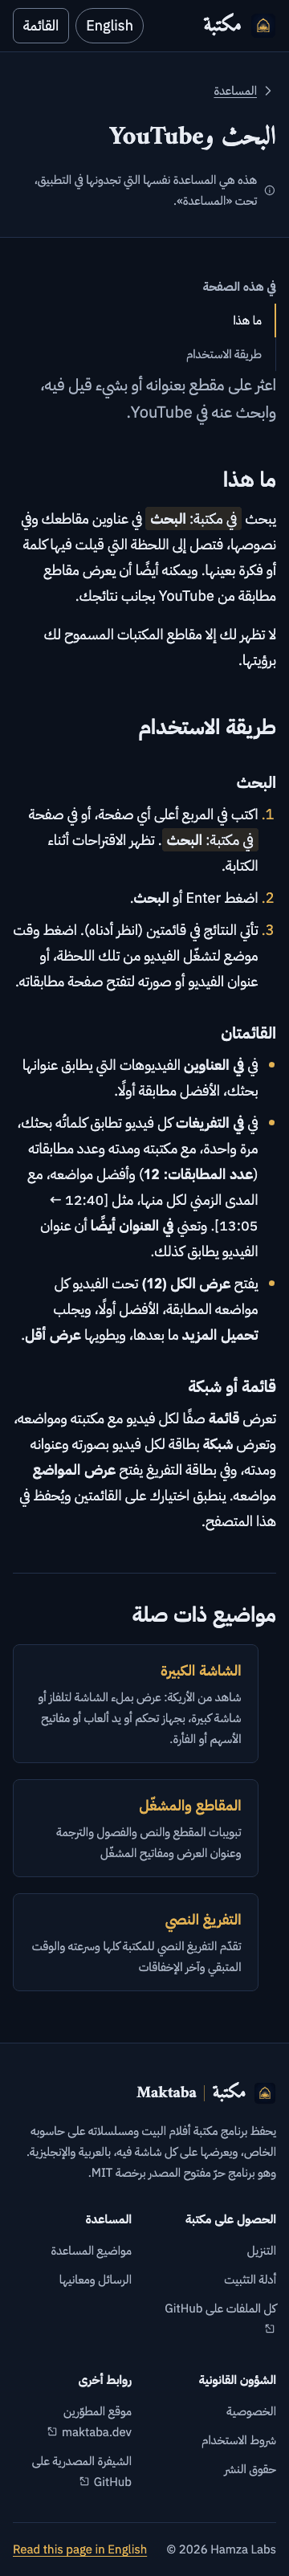 مكتبة
English
القائمة
المساعدة
البحث وYouTube
هذه هي المساعدة نفسها التي تجدونها في التطبيق،
تحت «المساعدة».
في هذه الصفحة
ما هذا
طريقة الاستخدام
اعثر على مقطع بعنوانه أو بشيء قيل فيه،
وابحث عنه في YouTube.
ما هذا
يبحث في مكتبة: البحث في عناوين مقاطعك وفي
نصوصها، فتصل إلى اللحظة التي قيلت فيها كلمة
أو فكرة بعينها. ويمكنه أيضًا أن يعرض مقاطع
مطابقة من YouTube بجانب نتائجك.
لا تظهر لك إلا مقاطع المكتبات المسموح لك
برؤيتها.
طريقة الاستخدام
البحث
1. اكتب في المربع أعلى أي صفحة، أو في صفحة
في مكتبة: البحث. تظهر الاقتراحات أثناء
الكتابة.
2. اضغط Enter أو البحث.
3. تأتي النتائج في قائمتين (انظر أدناه). اضغط وقت
موضع لتشغّل الفيديو من تلك اللحظة، أو
عنوان الفيديو أو صورته لتفتح صفحة مطابقاته.
القائمتان
في في العناوين الفيديوهات التي يطابق عنوانها
بحثك، الأفضل مطابقة أولًا.
في في التفريغات كل فيديو تطابق كلماتُه بحثك،
مرة واحدة، مع مكتبته ومدته وعدد مطابقاته
(عدد المطابقات: 12) وأفضل مواضعه، مع
المدى الزمني لكل منها، مثل [12:40 →
13:05]. وتعني في العنوان أيضًا أن عنوان
الفيديو يطابق كذلك.
يفتح عرض الكل (12) تحت الفيديو كل
مواضعه المطابقة، الأفضل أولًا، ويجلب
تحميل المزيد ما بعدها، ويطويها عرض أقل.
قائمة أو شبكة
تعرض قائمة صفًا لكل فيديو مع مكتبته ومواضعه،
وتعرض شبكة بطاقة لكل فيديو بصورته وعنوانه
ومدته، وفي بطاقة التفريغ يفتح عرض المواضع
مواضعه. ينطبق اختيارك على القائمتين ويُحفظ في
هذا المتصفح.
مواضيع ذات صلة
الشاشة الكبيرة
شاهد من الأريكة: عرض بملء الشاشة لتلفاز أو
شاشة كبيرة، بجهاز تحكم أو يد ألعاب أو مفاتيح
الأسهم أو الفأرة.
المقاطع والمشغّل
تبويبات المقطع والنص والفصول والترجمة
وعنوان العرض ومفاتيح المشغّل
التفريغ النصي
تقدّم التفريغ النصي للمكتبة كلها وسرعته والوقت
المتبقي وآخر الإخفاقات
مكتبة | Maktaba
يحفظ برنامج مكتبة أفلام البيت ومسلسلاته على حاسوبه
الخاص، ويعرضها على كل شاشة فيه، بالعربية والإنجليزية.
وهو برنامج حرّ مفتوح المصدر برخصة MIT.
الحصول على مكتبة
التنزيل
أدلة التثبيت
كل الملفات على GitHub
المساعدة
مواضيع المساعدة
الرسائل ومعانيها
الشؤون القانونية
الخصوصية
شروط الاستخدام
حقوق النشر
روابط أخرى
موقع المطوّرين
maktaba.dev
الشيفرة المصدرية على
GitHub
© 2026 Hamza Labs
Read this page in English